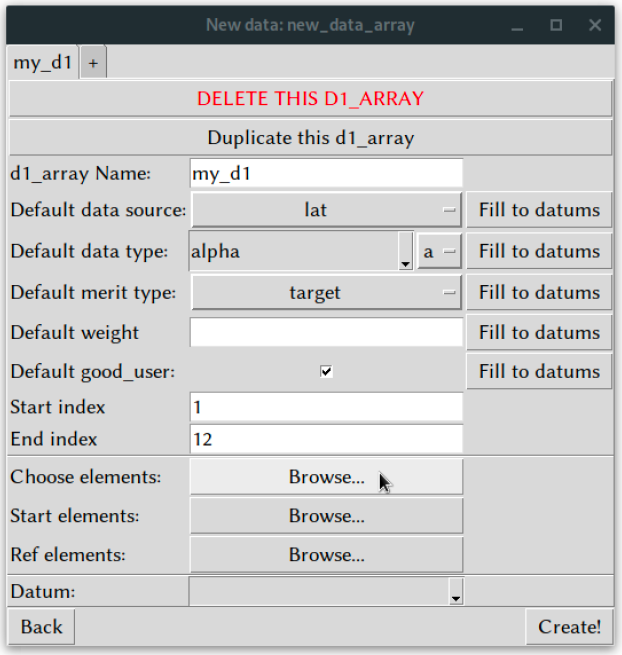 New data: new_data_array
my_d1 +
DELETE THIS D1_ARRAY
Duplicate this d1_array
d1_array Name: my_d1
Default data source: lat Fill to datums
Default data type: alpha a Fill to datums
Default merit type: target Fill to datums
Default weight Fill to datums
Default good_user: Fill to datums
Start index 1
End index 12
Choose elements: Browse...
Start elements: Browse...
Ref elements: Browse...
Datum:
Back Create!